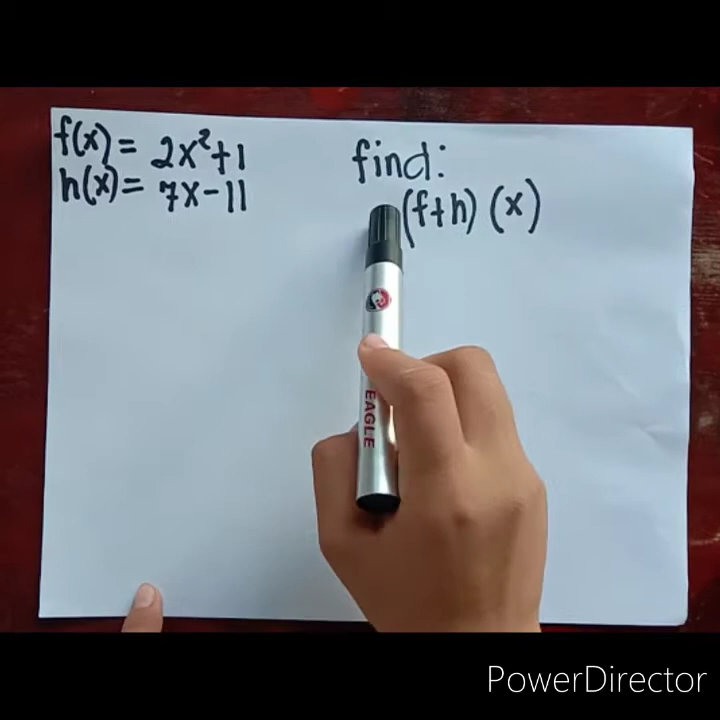 f(x) = 2x²+1
h(x) = 7x-11
find:
(f+h) (x)
EAGLE
PowerDirector